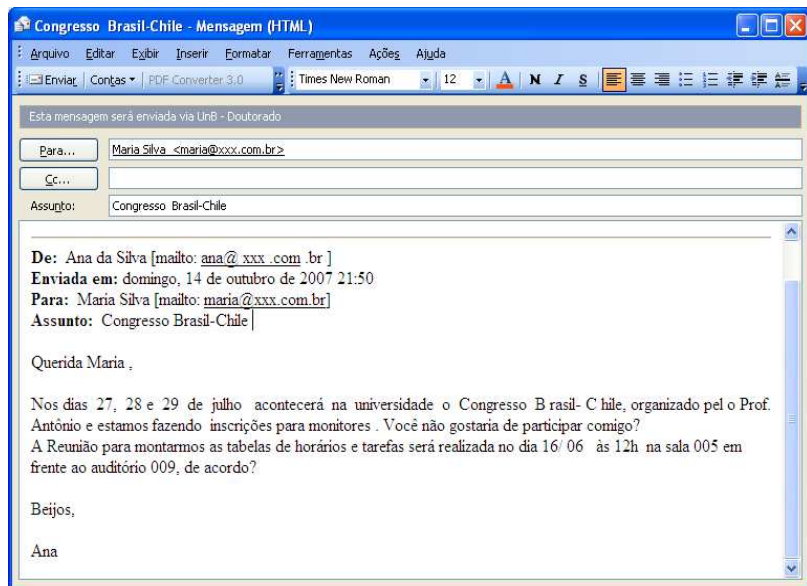 Congresso Brasil-Chile - Mensagem (HTML)
Arquivo Editar Exibir Inserir Formatar Ferramentas Ações Ajuda
Enviar Contas PDF Converter 3.0 Times New Roman 12 A N I S
Esta mensagem será enviada via UnB - Doutorado
Para... Maria Silva <maria@xxx.com.br>
Cc...
Assunto: Congresso Brasil-Chile
De: Ana da Silva [mailto: ana@ xxx .com .br ]
Enviada em: domingo, 14 de outubro de 2007 21:50
Para: Maria Silva [mailto: maria@xxx.com.br]
Assunto: Congresso Brasil-Chile
Querida Maria ,
Nos dias 27, 28 e 29 de julho acontecerá na universidade o Congresso B rasil- C hile, organizado pel o Prof.
Antônio e estamos fazendo inscrições para monitores . Você não gostaria de participar comigo?
A Reunião para montarmos as tabelas de horários e tarefas será realizada no dia 16/ 06 às 12h na sala 005 em
frente ao auditório 009, de acordo?
Beijos,
Ana